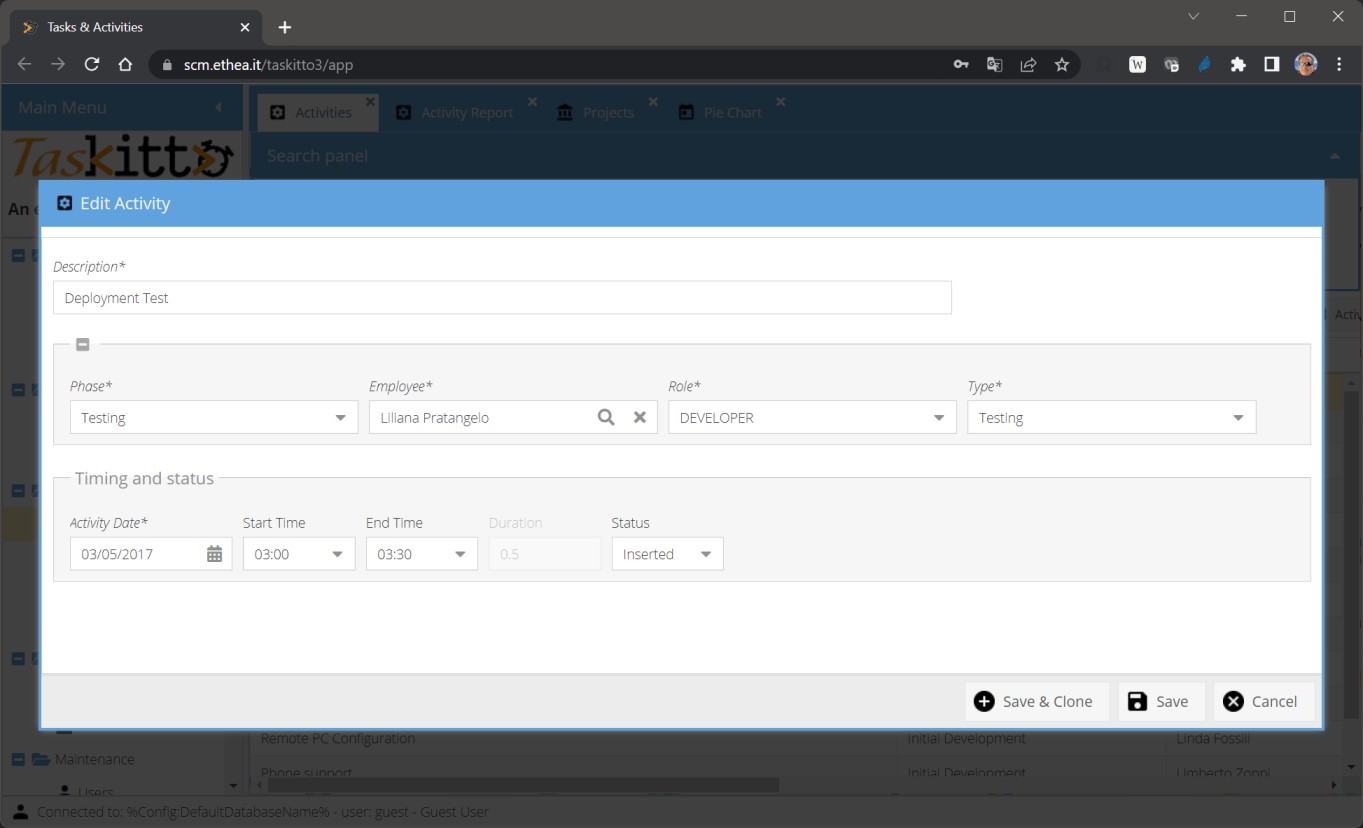 Tasks & Activities
scm.ethea.it/taskitto3/app
Main Menu
Activities
Activity Report
Projects
Pie Chart
Taskitto
Search panel
An
Edit Activity
Description*
Deployment Test
Activ
Phase*
Employee*
Role*
Type*
Testing
Liliana Pratangelo
DEVELOPER
Testing
Timing and status
Activity Date*
Start Time
End Time
Duration
Status
03/05/2017
03:00
03:30
0.5
Inserted
Save & Clone
Save
Cancel
Remote PC Configuration
Initial Development
Linda Fossili
Maintenance
Phone support
Initial Development
Umberto Zoppi
Users
Connected to: %Config:DefaultDatabaseName% - user: guest - Guest User